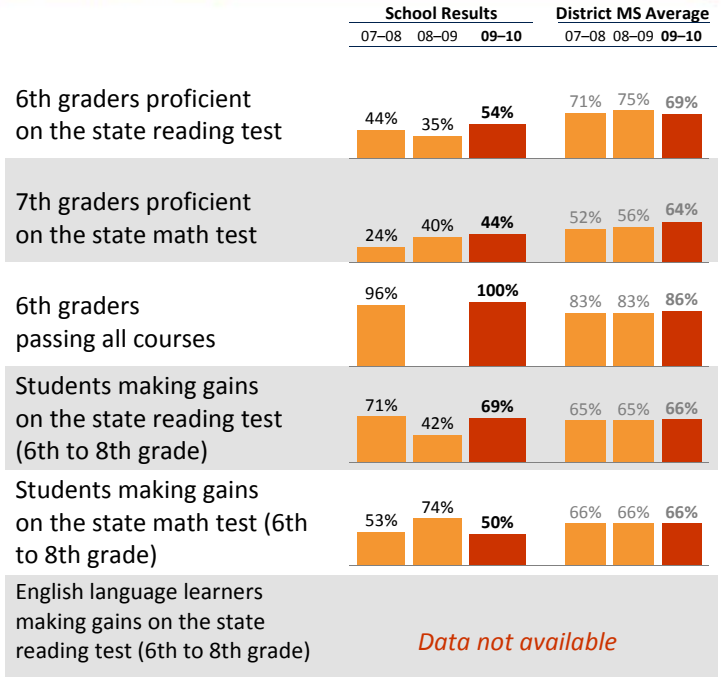 School Results District MS Average
07–08 08–09 09–10 07–08 08–09 09–10
6th graders proficient
on the state reading test
44% 35% 54% 71% 75% 69%
7th graders proficient
on the state math test
24% 40% 44% 52% 56% 64%
6th graders
passing all courses
96% 100% 83% 83% 86%
Students making gains
on the state reading test
(6th to 8th grade)
71% 42% 69% 65% 65% 66%
Students making gains
on the state math test (6th
to 8th grade)
53% 74% 50% 66% 66% 66%
English language learners
making gains on the state
reading test (6th to 8th grade)
Data not available